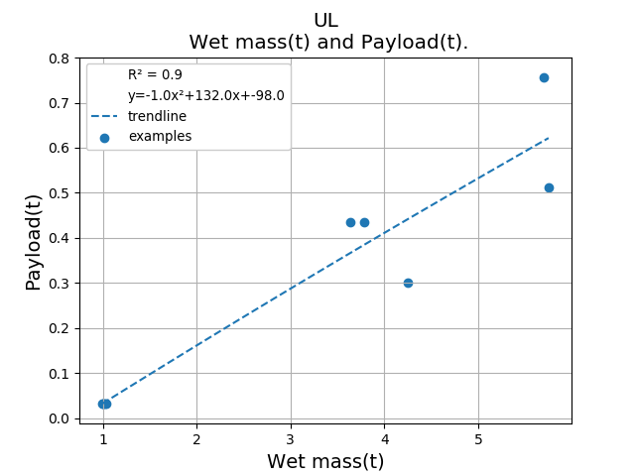 UL
Wet mass(t) and Payload(t).
0.8
0.7
0.6
0.5
0.4
0.3
0.2
0.1
0.0
Payload(t)
R² = 0.9
y=-1.0x²+132.0x+-98.0
trendline
examples
1 2 3 4 5
Wet mass(t)